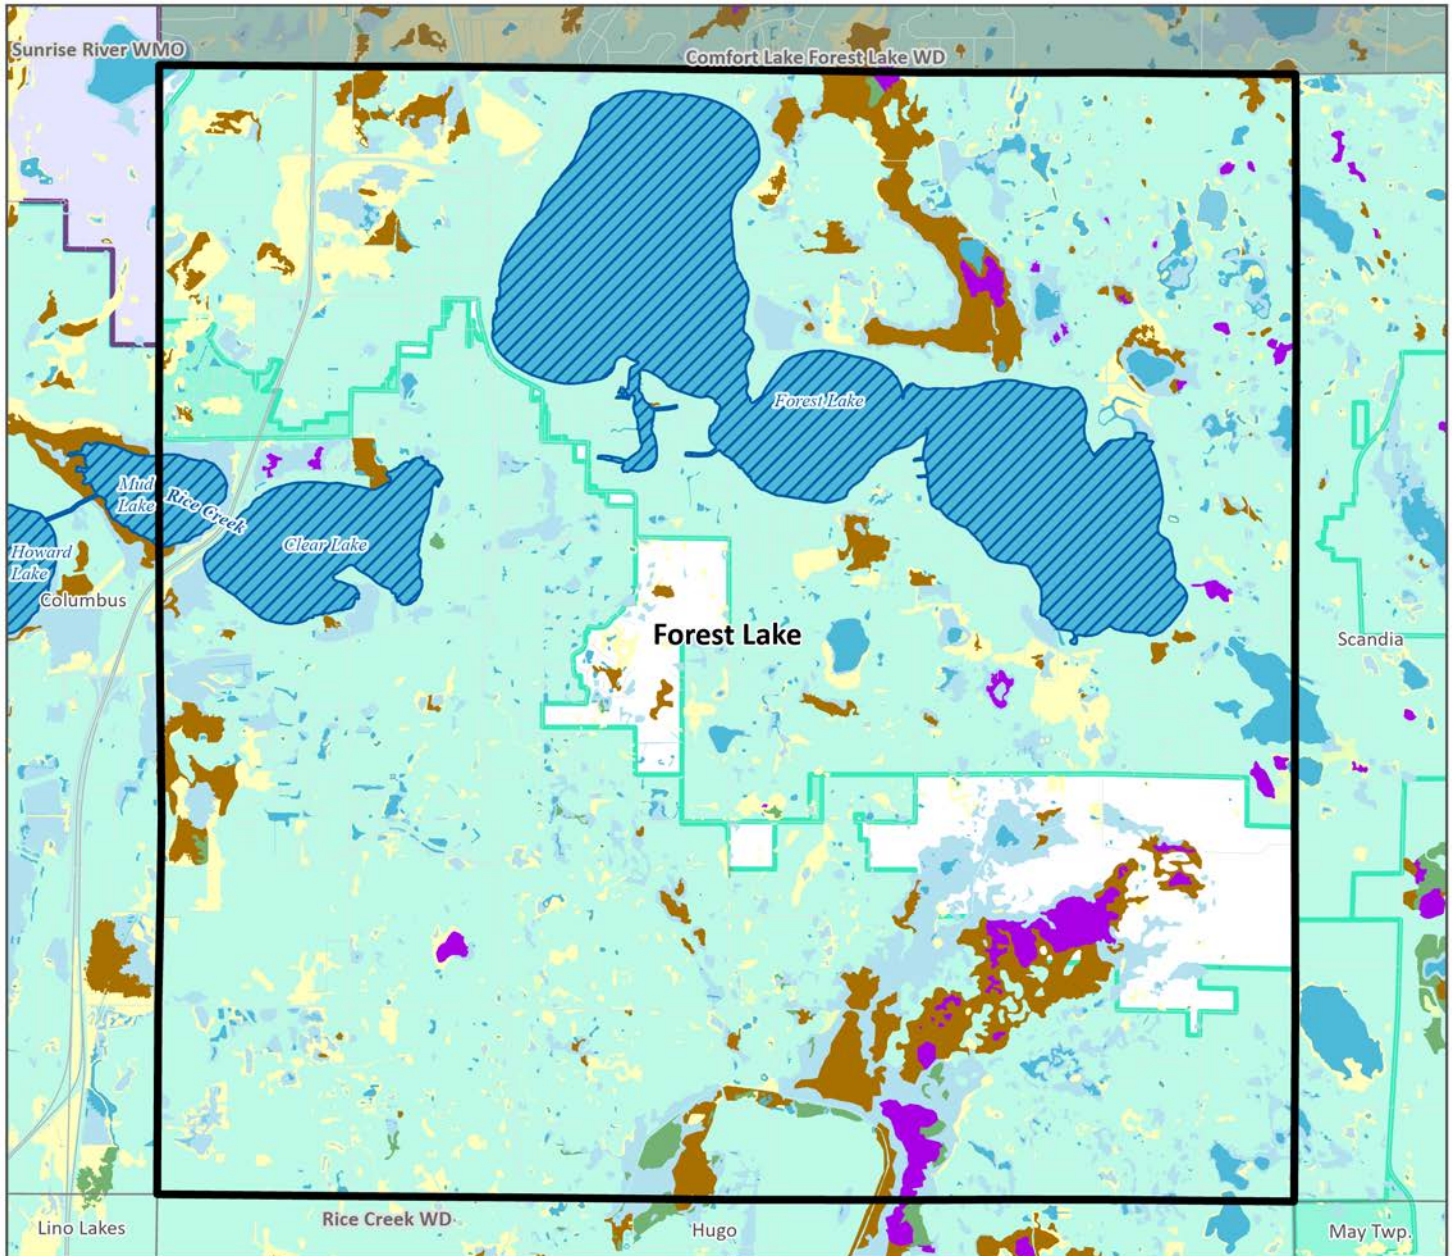 Sunrise River WMO
Comfort Lake Forest Lake WD
Forest Lake
Mud
Lake
Rice Creek
Clear Lake
Howard
Lake
Columbus
Forest Lake
Scandia
Lino Lakes
Rice Creek WD
Hugo
May Twp.